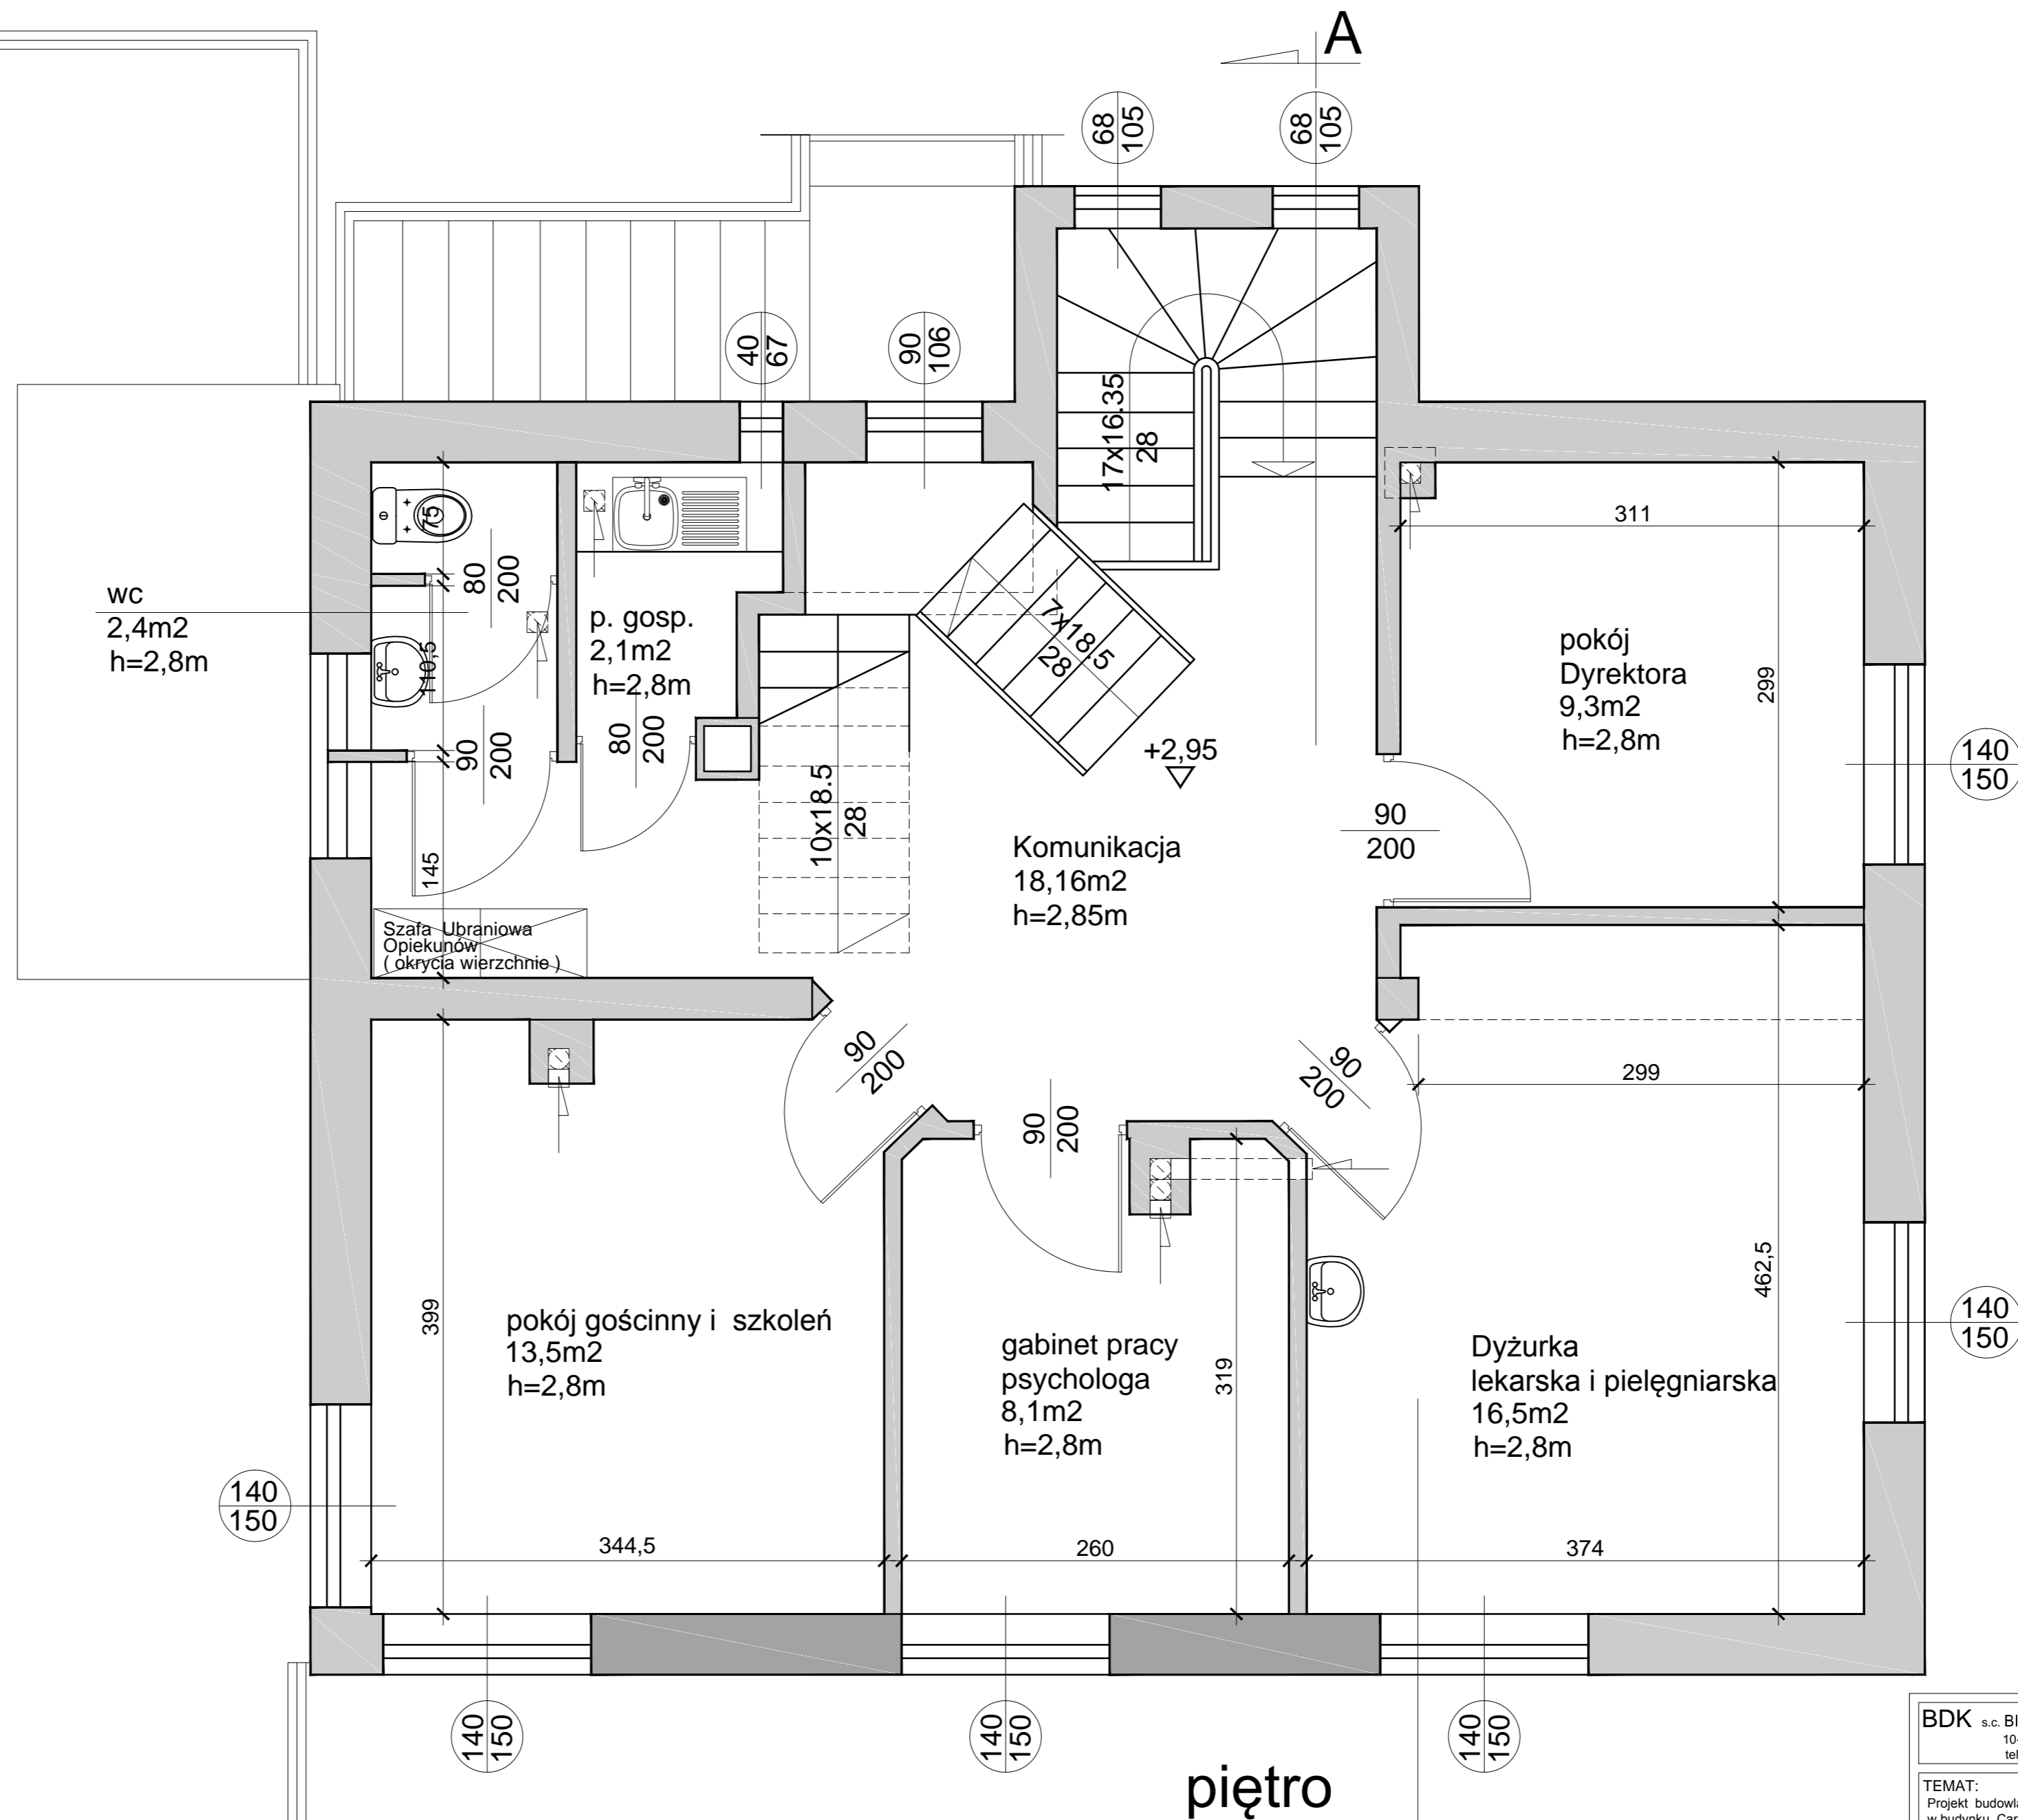 A
68
105
68
105
40
67
90
106
17x16.35
28
75
80
200
wc
2,4m2
h=2,8m
110,5
90
200
p. gosp.
2,1m2
h=2,8m
80
200
7x18.5
28
+2,95
10x18.5
28
311
pokój
Dyrektora
9,3m2
h=2,8m
299
140
150
90
200
Komunikacja
18,16m2
h=2,85m
145
Szafa Ubraniowa
Opiekunów
( okrycia wierzchnie )
90
200
90
200
90
200
299
462,5
140
150
399
pokój gościnny i szkoleń
13,5m2
h=2,8m
gabinet pracy
psychologa
8,1m2
h=2,8m
319
Dyżurka
lekarska i pielęgniarska
16,5m2
h=2,8m
140
150
344,5
260
374
140
150
140
150
140
150
piętro
BDK s.c.
10-
tel
TEMAT:
Projekt
w budynku